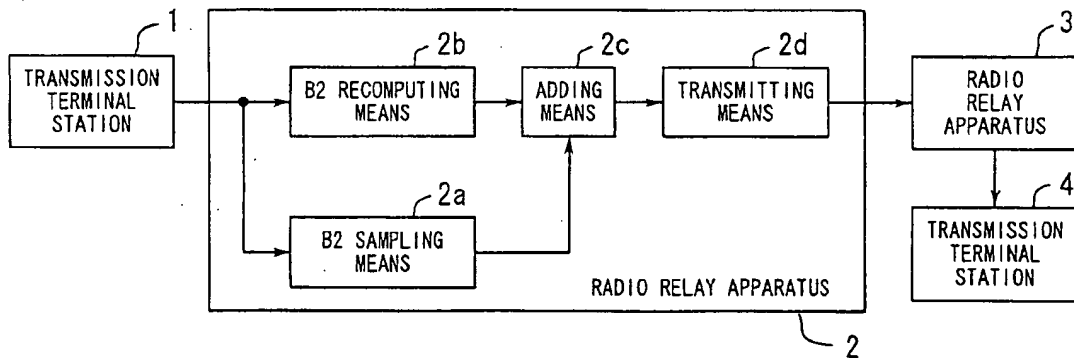 1
TRANSMISSION
TERMINAL
STATION
2b
B2 RECOMPUTING
MEANS
2c
ADDING
MEANS
2d
TRANSMITTING
MEANS
2a
B2 SAMPLING
MEANS
RADIO RELAY APPARATUS
2
3
RADIO
RELAY
APPARATUS
4
TRANSMISSION
TERMINAL
STATION